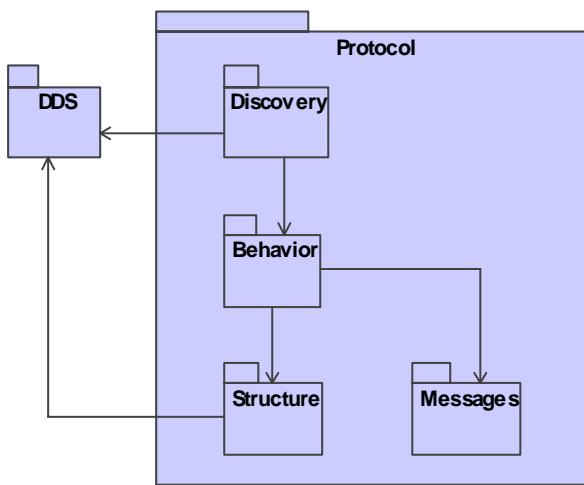 Protocol
DDS
Discovery
Behavior
Structure
Messages